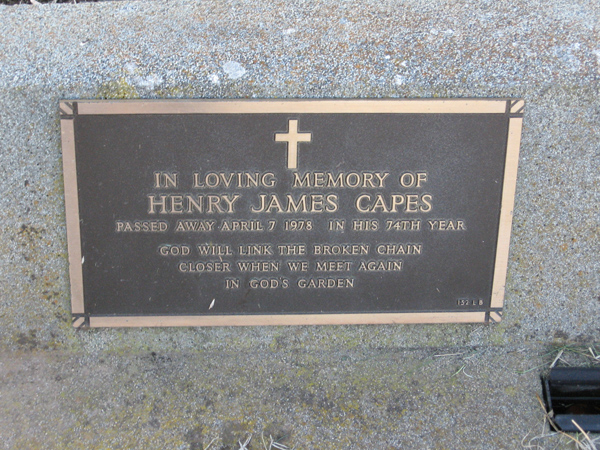 IN LOVING MEMORY OF
HENRY JAMES CAPES
PASSED AWAY APRIL 7 1978 IN HIS 74TH YEAR
GOD WILL LINK THE BROKEN CHAIN
CLOSER WHEN WE MEET AGAIN
IN GOD'S GARDEN
152 L B